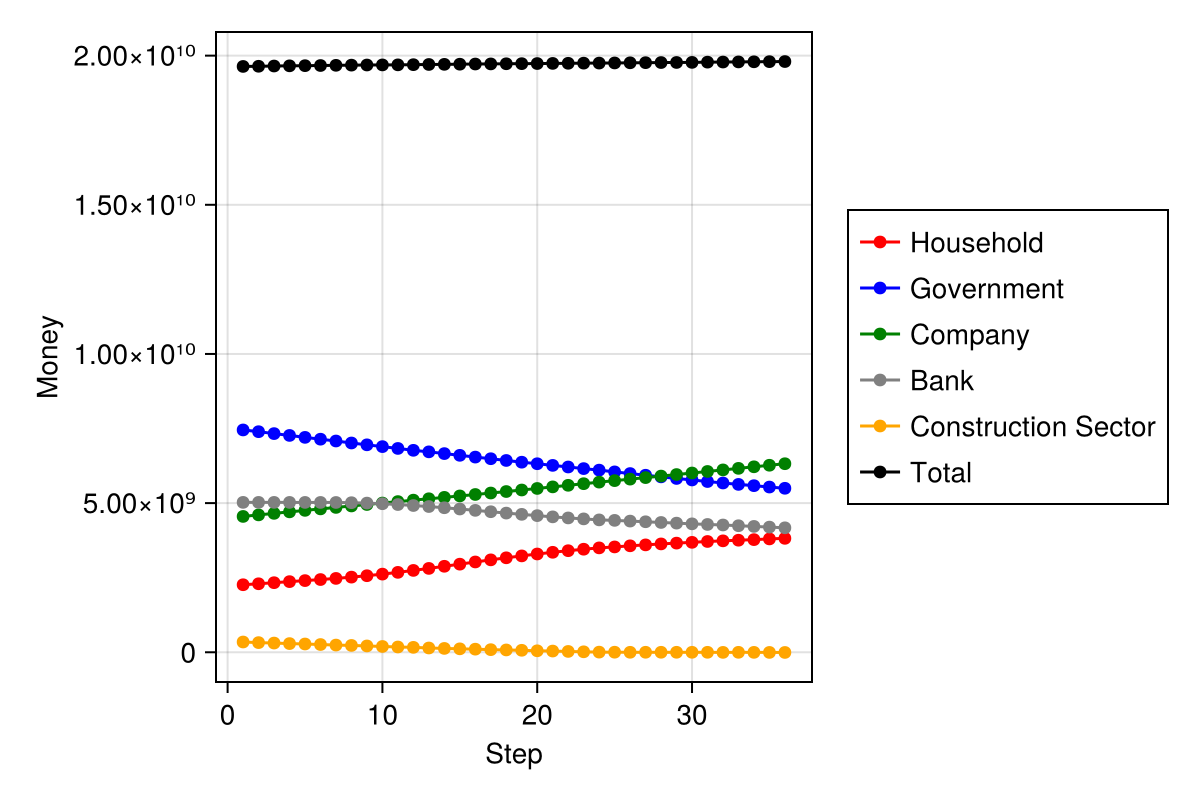 2.00×10¹⁰
1.50×10¹⁰
1.00×10¹⁰
5.00×10⁹
0
Money
0 10 20 30
Step
Household
Government
Company
Bank
Construction Sector
Total